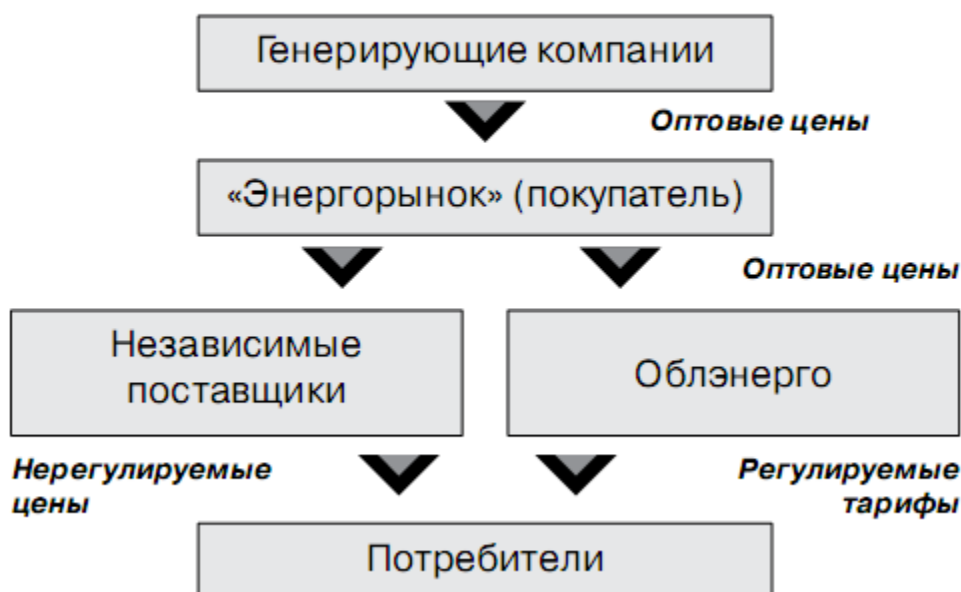 Генерирующие компании
Оптовые цены
«Энергорынок» (покупатель)
Оптовые цены
Независимые
поставщики
Облэнерго
Нерегулируемые
цены
Регулируемые
тарифы
Потребители